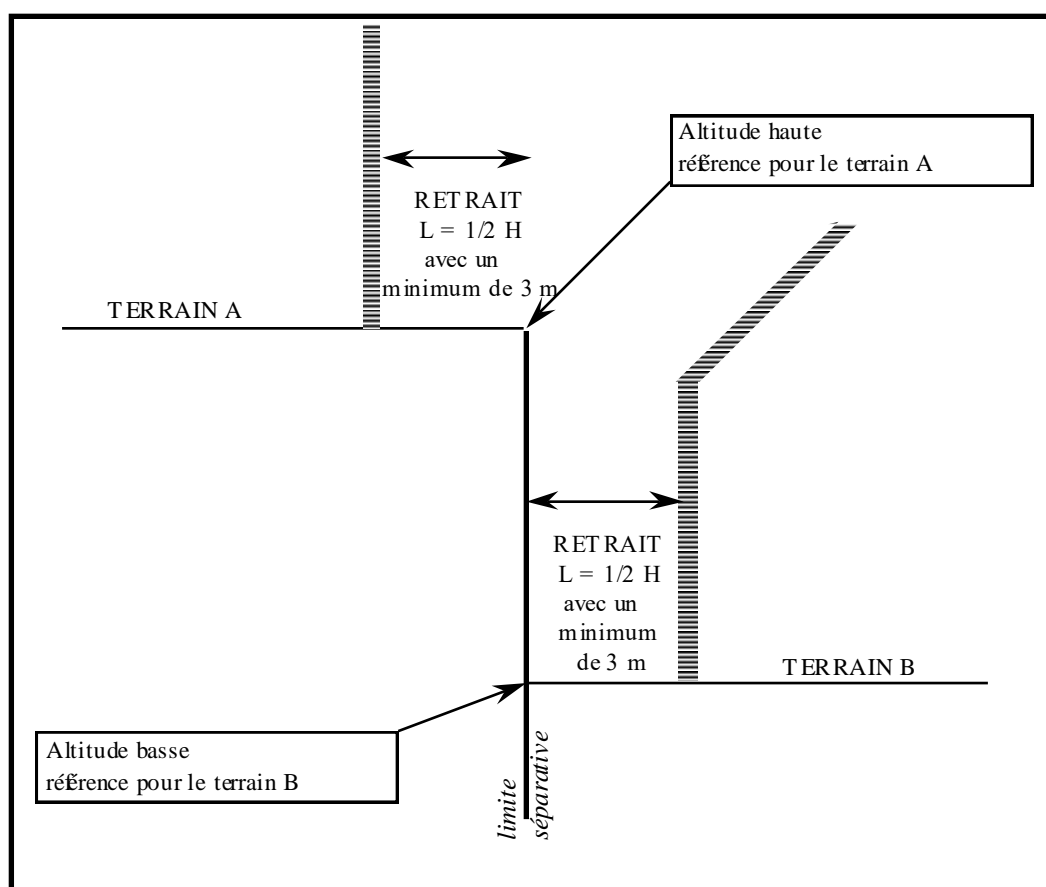 Altitude haute
référence pour le terrain A
RETRAIT
L = 1/2 H
avec un
minimum de 3 m
TERRAIN A
RETRAIT
L = 1/2 H
avec un
minimum
de 3 m
TERRAIN B
Altitude basse
référence pour le terrain B
limite
séparative